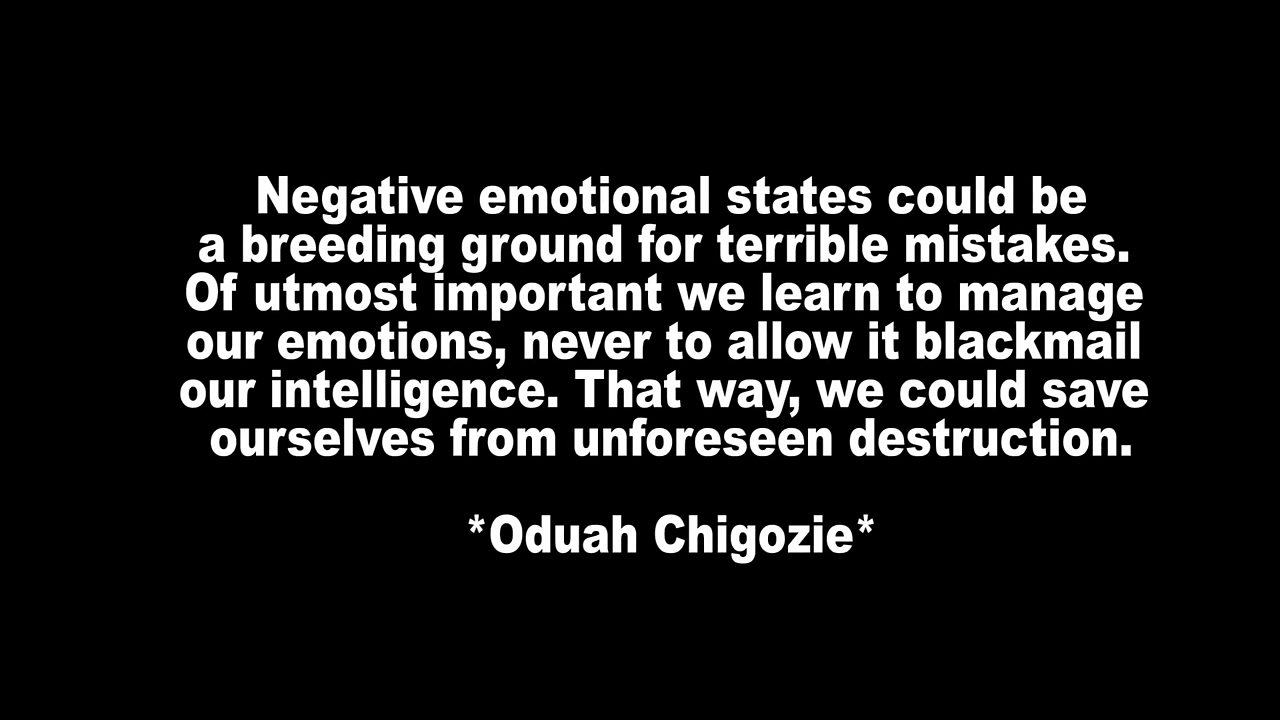 Negative emotional states could be
a breeding ground for terrible mistakes.
Of utmost important we learn to manage
our emotions, never to allow it blackmail
our intelligence. That way, we could save
ourselves from unforeseen destruction.
*Oduah Chigozie*